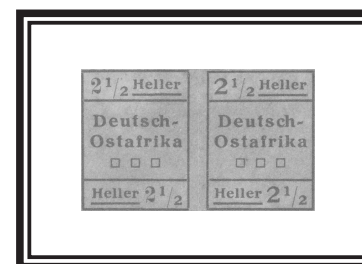 2 1/2 Heller
Deutsch-
Ostafrika
Heller 2 1/2
2 1/2 Heller
Deutsch-
Ostafrika
Heller 2 1/2